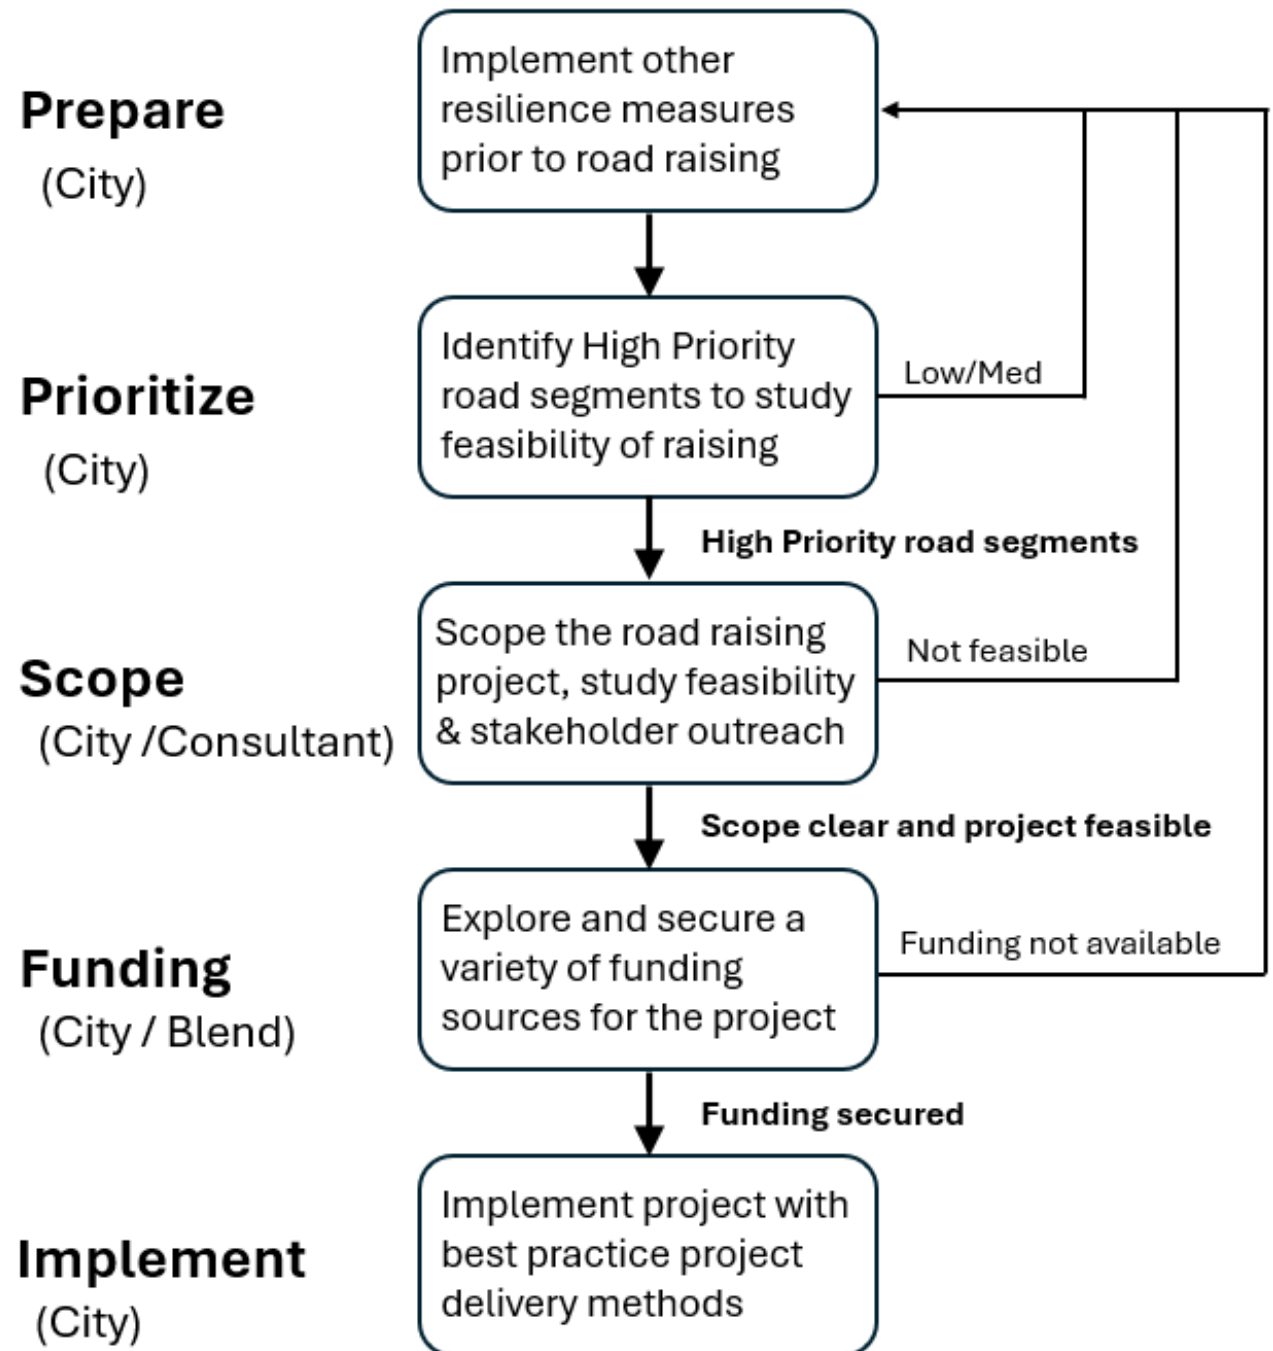 Prepare
(City)
Implement other
resilience measures
prior to road raising
Prioritize
(City)
Identify High Priority
road segments to study
feasibility of raising
Low/Med
High Priority road segments
Scope
(City /Consultant)
Scope the road raising
project, study feasibility
& stakeholder outreach
Not feasible
Scope clear and project feasible
Funding
(City / Blend)
Explore and secure a
variety of funding
sources for the project
Funding not available
Funding secured
Implement
(City)
Implement project with
best practice project
delivery methods